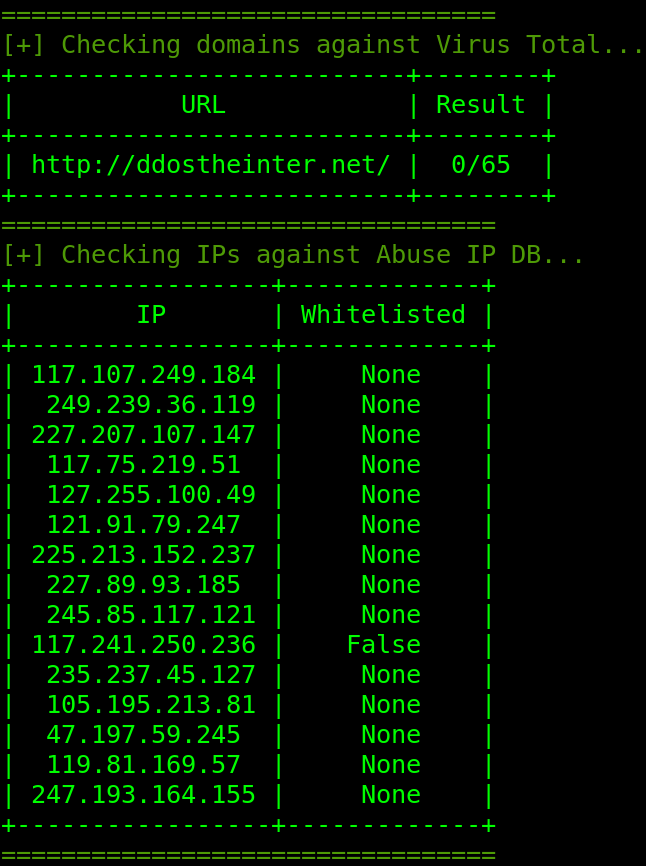 =================================
[+] Checking domains against Virus Total...
+--------------------------+--------+
|           URL            | Result |
+--------------------------+--------+
| http://ddostheinter.net/ |  0/65  |
+--------------------------+--------+
=================================
[+] Checking IPs against Abuse IP DB...
+-----------------+-------------+
|        IP       | Whitelisted |
+-----------------+-------------+
| 117.107.249.184 |     None    |
|  249.239.36.119 |     None    |
| 227.207.107.147 |     None    |
|  117.75.219.51  |     None    |
|  127.255.100.49 |     None    |
|  121.91.79.247  |     None    |
| 225.213.152.237 |     None    |
|  227.89.93.185  |     None    |
|  245.85.117.121 |     None    |
| 117.241.250.236 |    False    |
|  235.237.45.127 |     None    |
|  105.195.213.81 |     None    |
|  47.197.59.245  |     None    |
|  119.81.169.57  |     None    |
| 247.193.164.155 |     None    |
+-----------------+-------------+
=================================